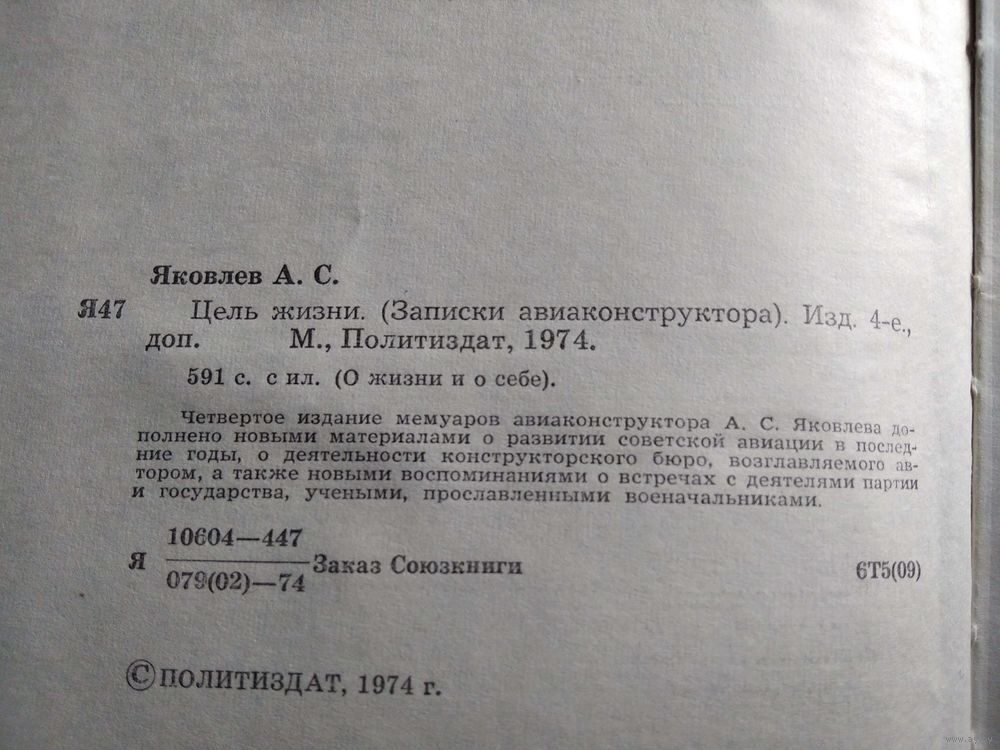 Яковлев А. С.
Я47 Цель жизни. (Записки авиаконструктора). Изд. 4-е.,
доп. М., Политиздат, 1974.
591 с. с ил. (О жизни и о себе).
Четвертое издание мемуаров авиаконструктора А. С. Яковлева до-
полнено новыми материалами о развитии советской авиации в послед-
ние годы, о деятельности конструкторского бюро, возглавляемого ав-
тором, а также новыми воспоминаниями о встречах с деятелями партии
и государства, учеными, прославленными военачальниками.
10604—447
Я Заказ Союзкниги 6Т5(09)
079(02)—74
©ПОЛИТИЗДАТ, 1974 г.